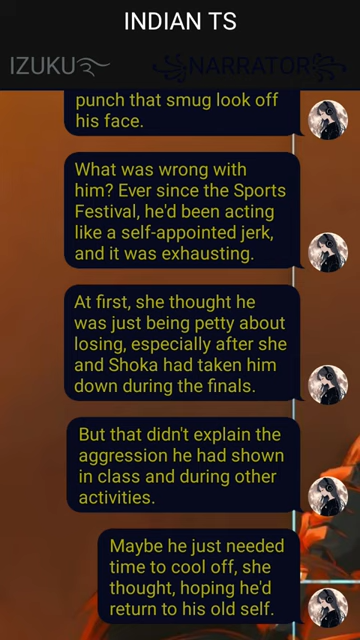 INDIAN TS
IZUKU
NARRATOR
punch that smug look off
his face.
What was wrong with
him? Ever since the Sports
Festival, he'd been acting
like a self-appointed jerk,
and it was exhausting.
At first, she thought he
was just being petty about
losing, especially after she
and Shoka had taken him
down during the finals.
But that didn't explain the
aggression he had shown
in class and during other
activities.
Maybe he just needed
time to cool off, she
thought, hoping he'd
return to his old self.